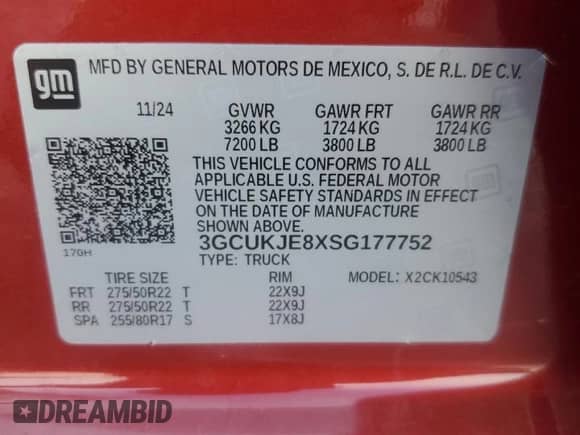 gm
MFD BY GENERAL MOTORS DE MEXICO, S. DE R.L. DE C.V.
11/24 GVWR GAWR FRT GAWR RR
3266 KG 1724 KG 1724 KG
7200 LB 3800 LB 3800 LB
THIS VEHICLE CONFORMS TO ALL
APPLICABLE U.S. FEDERAL MOTOR
VEHICLE SAFETY STANDARDS IN EFFECT
ON THE DATE OF MANUFACTURE
SHOWN ABOVE.
170H
3GCUKJE8XSG177752
TYPE: TRUCK MODEL: X2CK10543
TIRE SIZE RIM
FRT 275/50R22 T 22X9J
RR 275/50R22 T 22X9J
SPA 255/80R17 S 17X8J
DREAMBID